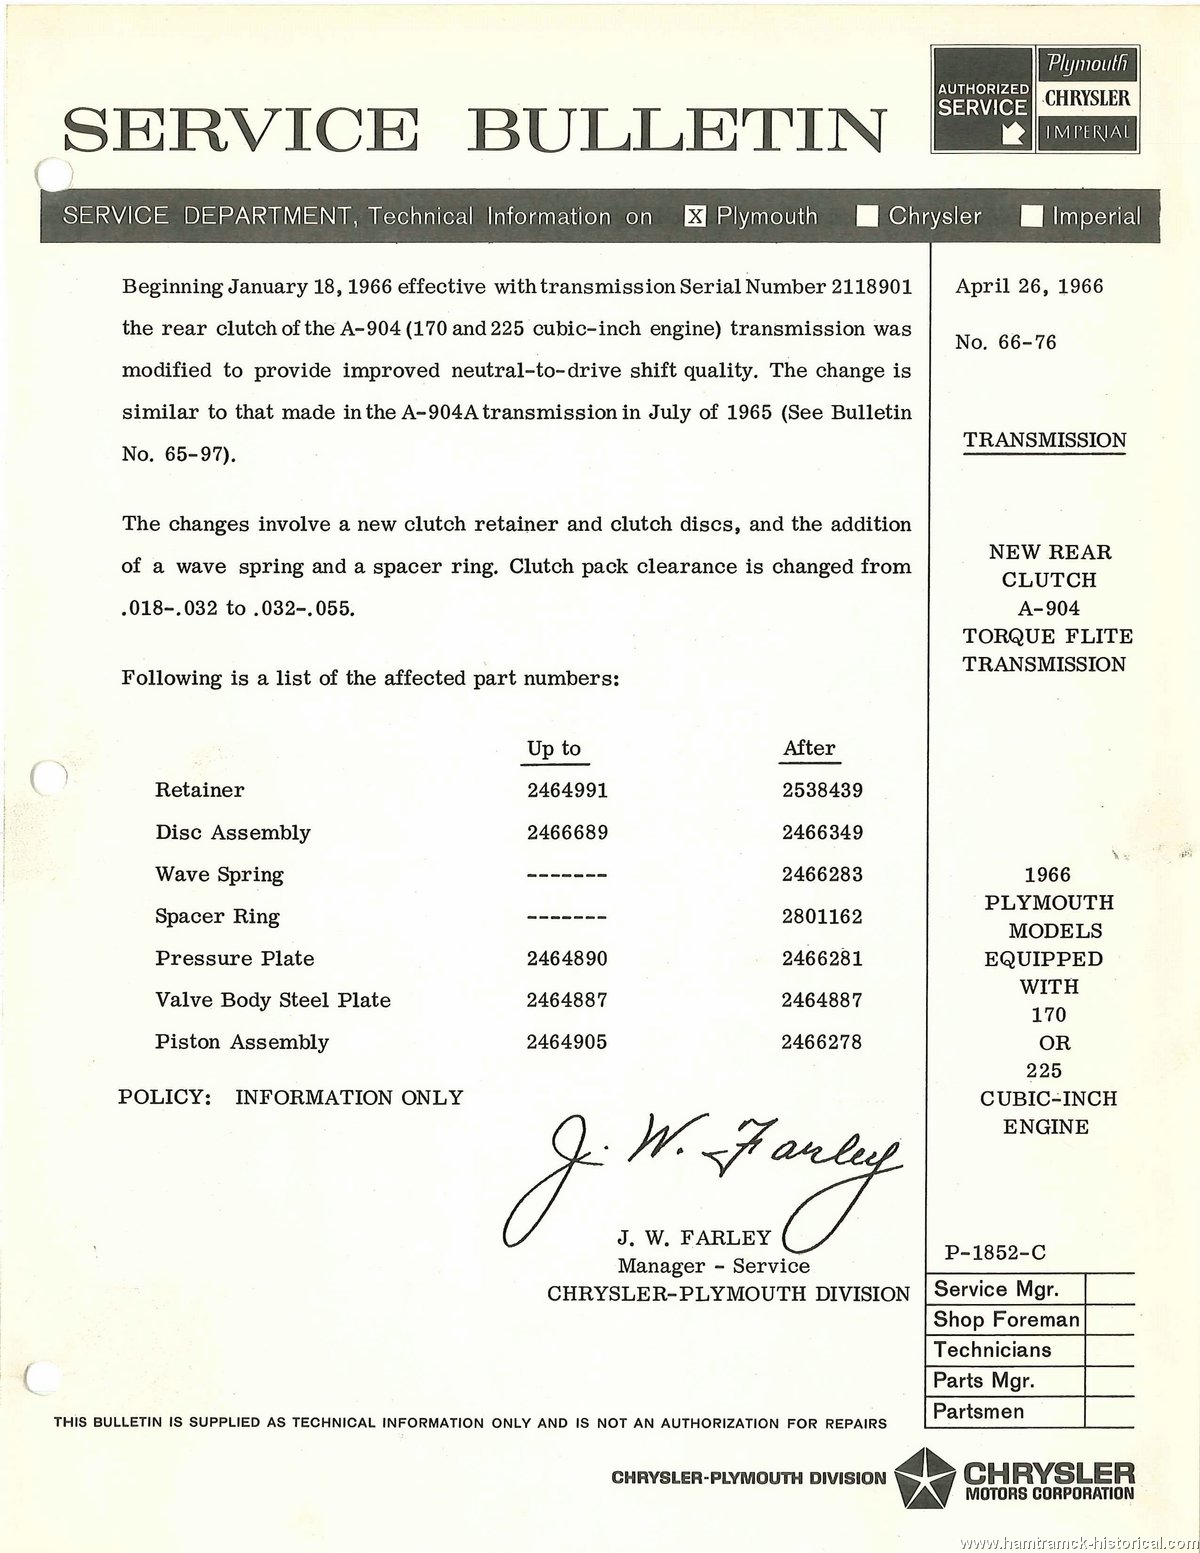 SERVICE BULLETIN
AUTHORIZED
SERVICE
Plymouth
CHRYSLER
IMPERIAL
SERVICE DEPARTMENT, Technical Information on X Plymouth Chrysler Imperial
Beginning January 18, 1966 effective with transmission Serial Number 2118901
the rear clutch of the A-904 (170 and 225 cubic-inch engine) transmission was
modified to provide improved neutral-to-drive shift quality. The change is
similar to that made in the A-904A transmission in July of 1965 (See Bulletin
No. 65-97).
The changes involve a new clutch retainer and clutch discs, and the addition
of a wave spring and a spacer ring. Clutch pack clearance is changed from
.018-.032 to .032-.055.
Following is a list of the affected part numbers:
Up to After
Retainer 2464991 2538439
Disc Assembly 2466689 2466349
Wave Spring ------- 2466283
Spacer Ring ------- 2801162
Pressure Plate 2464890 2466281
Valve Body Steel Plate 2464887 2464887
Piston Assembly 2464905 2466278
POLICY: INFORMATION ONLY
J. W. Farley
J. W. FARLEY
Manager - Service
CHRYSLER-PLYMOUTH DIVISION
April 26, 1966
No. 66-76
TRANSMISSION
NEW REAR
CLUTCH
A-904
TORQUE FLITE
TRANSMISSION
1966
PLYMOUTH
MODELS
EQUIPPED
WITH
170
OR
225
CUBIC-INCH
ENGINE
P-1852-C
Service Mgr.
Shop Foreman
Technicians
Parts Mgr.
Partsmen
THIS BULLETIN IS SUPPLIED AS TECHNICAL INFORMATION ONLY AND IS NOT AN AUTHORIZATION FOR REPAIRS
CHRYSLER-PLYMOUTH DIVISION
CHRYSLER
MOTORS CORPORATION
www.hamtramck-historical.com